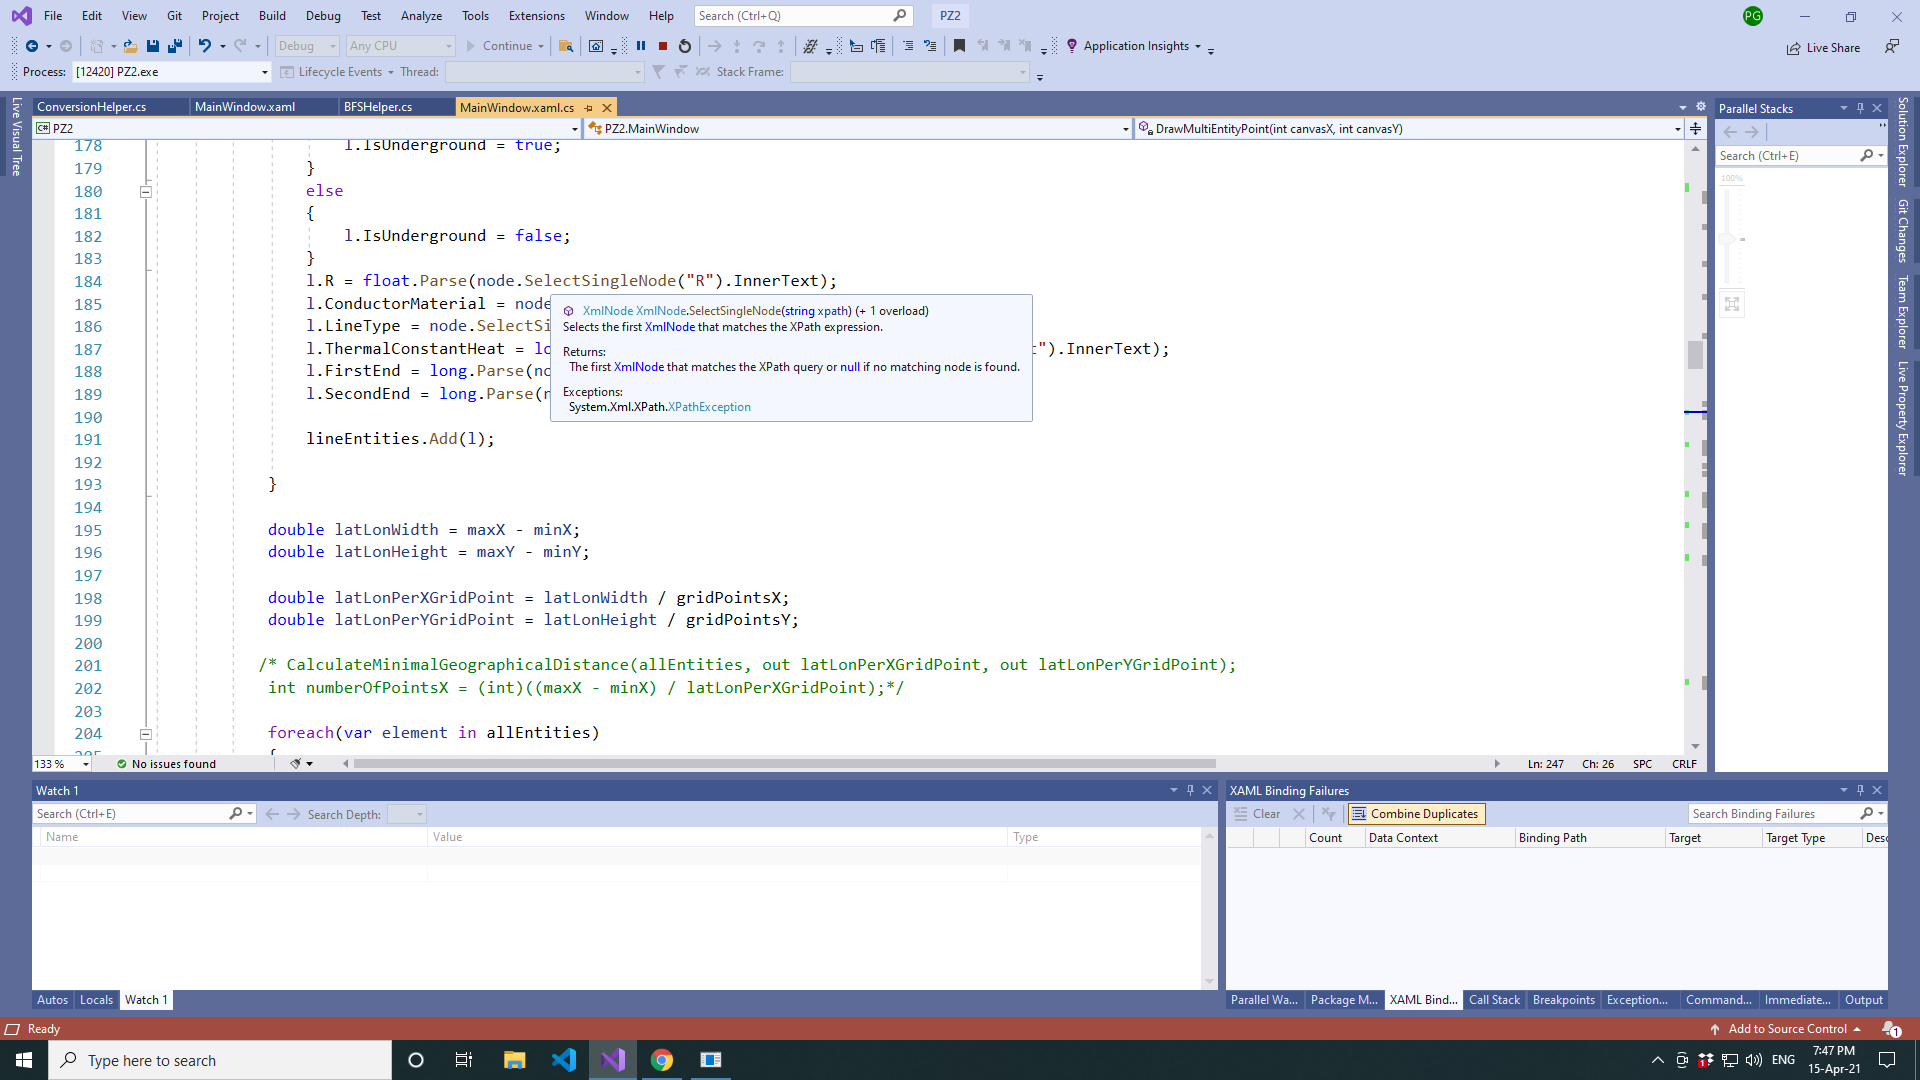 File Edit View Git Project Build Debug Test Analyze Tools Extensions Window Help Search (Ctrl+Q) PZ2 PG
Debug Any CPU Continue Application Insights Live Share
Process: [12420] PZ2.exe Lifecycle Events Thread: Stack Frame:
ConversionHelper.cs MainWindow.xaml BFSHelper.cs MainWindow.xaml.cs
C# PZ2 PZ2.MainWindow DrawMultiEntityPoint(int canvasX, int canvasY)
Live Visual Tree
178 l.IsUnderground = true;
179 }
180 else
181 {
182 l.IsUnderground = false;
183 }
184 l.R = float.Parse(node.SelectSingleNode("R").InnerText);
185 l.ConductorMaterial = node
186 l.LineType = node.SelectSi
187 l.ThermalConstantHeat = lo t").InnerText);
188 l.FirstEnd = long.Parse(no
189 l.SecondEnd = long.Parse(n
190
191 lineEntities.Add(l);
192
193 }
194
195 double latLonWidth = maxX - minX;
196 double latLonHeight = maxY - minY;
197
198 double latLonPerXGridPoint = latLonWidth / gridPointsX;
199 double latLonPerYGridPoint = latLonHeight / gridPointsY;
200
201 /* CalculateMinimalGeographicalDistance(allEntities, out latLonPerXGridPoint, out latLonPerYGridPoint);
202 int numberOfPointsX = (int)((maxX - minX) / latLonPerXGridPoint);*/
203
204 foreach(var element in allEntities)
205 {
XmlNode XmlNode.SelectSingleNode(string xpath) (+ 1 overload)
Selects the first XmlNode that matches the XPath expression.
Returns:
The first XmlNode that matches the XPath query or null if no matching node is found.
Exceptions:
System.Xml.XPath.XPathException
133 % No issues found Ln: 247 Ch: 26 SPC CRLF
Parallel Stacks
Search (Ctrl+E)
100%
Solution Explorer
Git Changes
Team Explorer
Live Property Explorer
Watch 1
Search (Ctrl+E) Search Depth:
Name Value Type
Autos Locals Watch 1
XAML Binding Failures
Clear Combine Duplicates Search Binding Failures
Count Data Context Binding Path Target Target Type Desc
Parallel Wa... Package M... XAML Bind... Call Stack Breakpoints Exception... Command... Immediate... Output
Ready Add to Source Control 1
Type here to search 1 ENG 7:47 PM
15-Apr-21